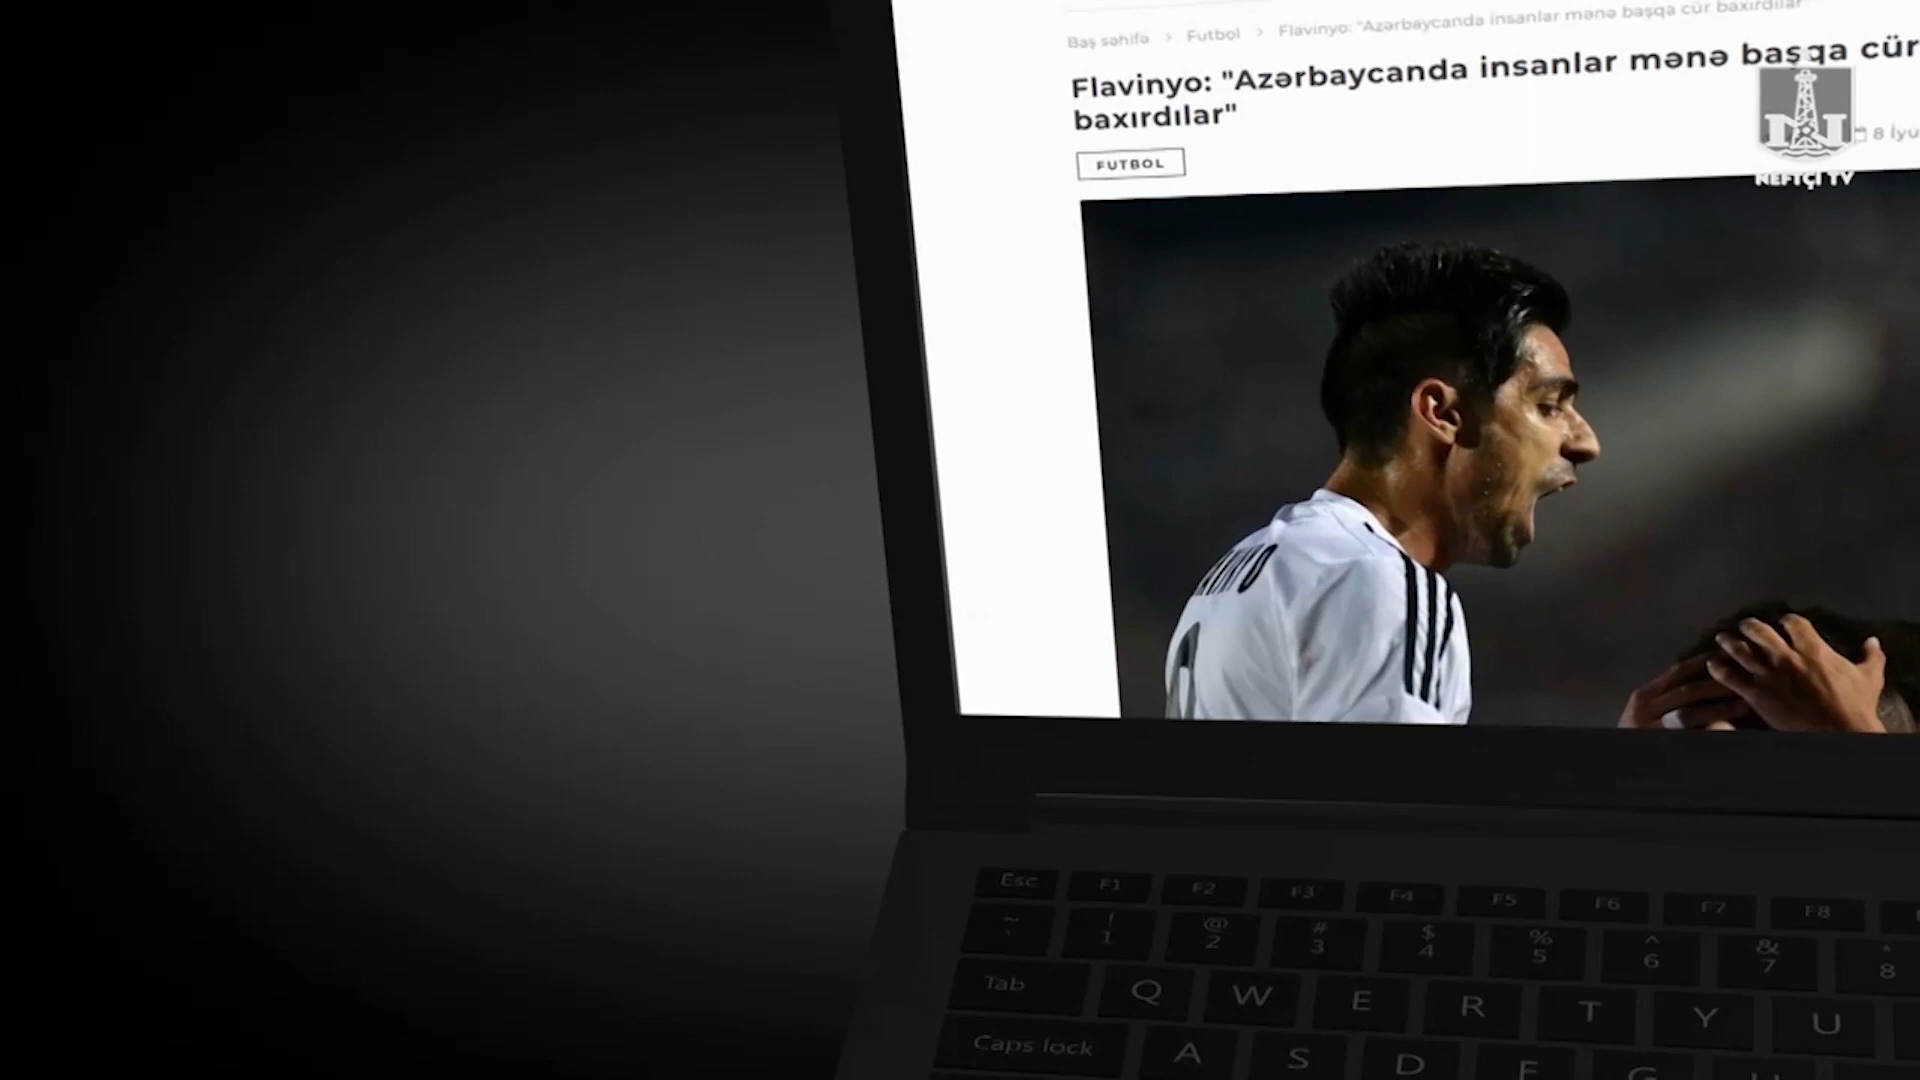 Baş səhifə > Futbol > Flavinyo: "Azərbaycanda insanlar mənə başqa cür baxırdılar"
Flavinyo: "Azərbaycanda insanlar mənə başqa cür
baxırdılar"
8
FUTBOL
NEFTÇİ TV
Esc F1 F2 F3 F4 F5 F6 F7 F8
~ ! @ # $ % ^ & *
` 1 2 3 4 5 6 7 8
Tab Q W E R T Y U
Caps lock A S D